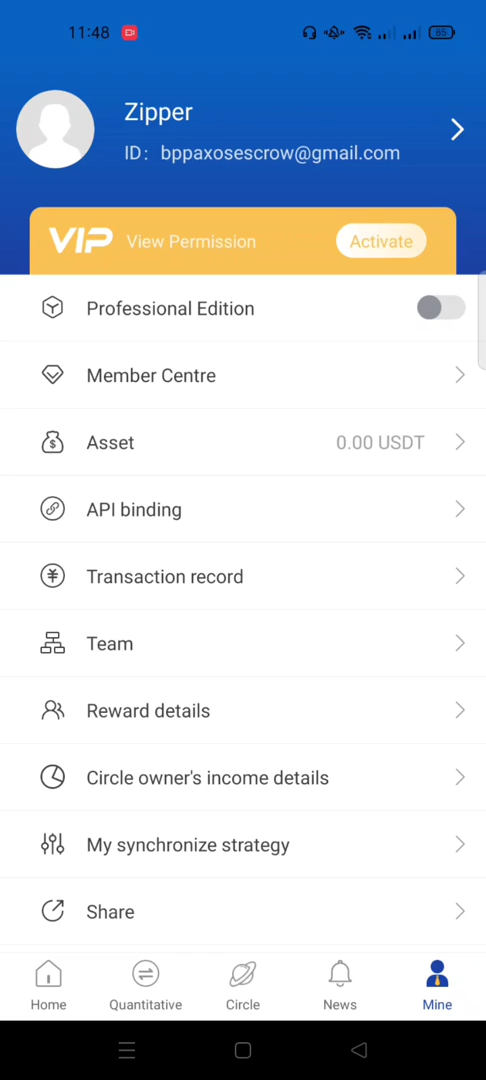 11:48
65
Zipper
ID: bppaxosescrow@gmail.com
VIP View Permission Activate
Professional Edition
Member Centre
Asset 0.00 USDT
API binding
Transaction record
Team
Reward details
Circle owner's income details
My synchronize strategy
Share
Home Quantitative Circle News Mine